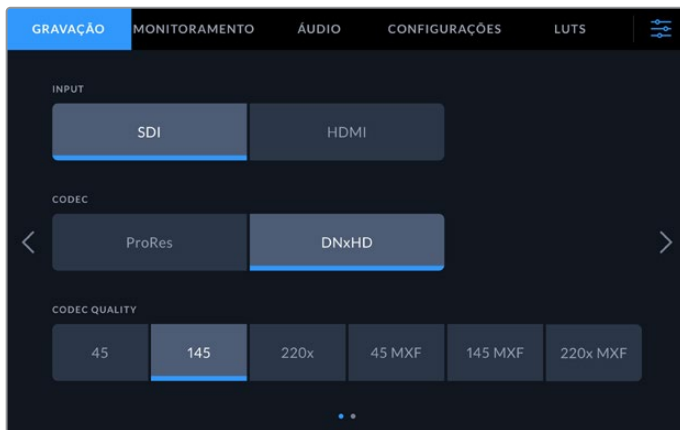 GRAVAÇÃO MONITORAMENTO ÁUDIO CONFIGURAÇÕES LUTS
INPUT
SDI HDMI
CODEC
ProRes DNxHD
CODEC QUALITY
45 145 220x 45 MXF 145 MXF 220x MXF